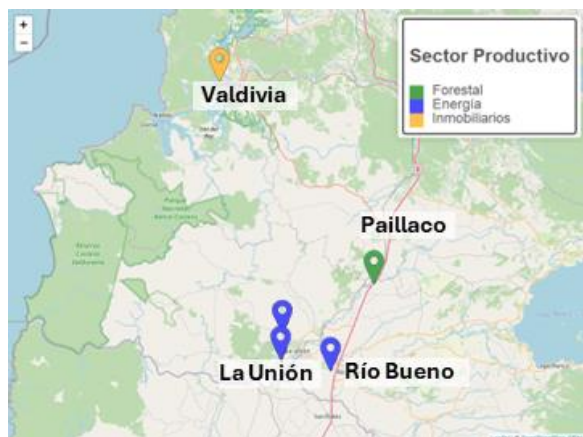 +
−
Sector Productivo
Forestal
Energía
Inmobiliarios
Valdivia
Paillaco
La Unión
Río Bueno